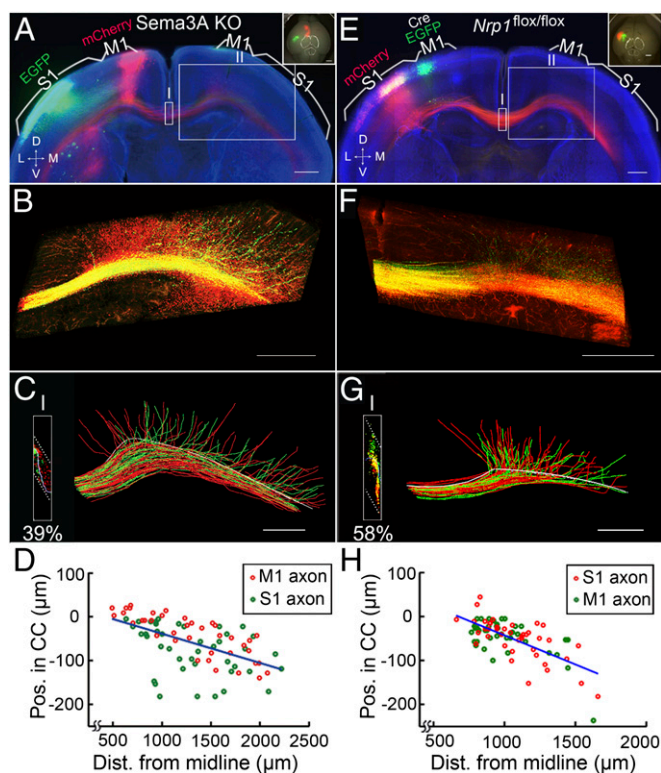 A Sema3A KO
mCherry
M1
EGFP
S1
I
II
M1
S1
D
L M
V
E Cre Nrp1flox/flox
EGFP
M1
mCherry
S1
I
M1
II
S1
D
L M
V
B
F
C I
39%
G I
58%
D
M1 axon
S1 axon
Pos. in CC (µm)
100
0
-100
-200
500 1000 1500 2000 2500
Dist. from midline (µm)
H
S1 axon
M1 axon
Pos. in CC (µm)
100
0
-100
-200
500 1000 1500 2000
Dist. from midline (µm)